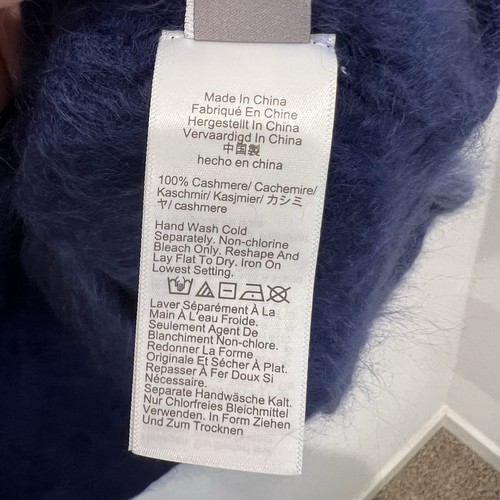 Made In China
Fabriqué En Chine
Hergestellt In China
Vervaardigd In China
中国製
hecho en china
100% Cashmere/ Cachemire/
Kaschmir/ Kasjmier/ カシミ
ヤ/ cashmere
Hand Wash Cold
Separately. Non-chlorine
Bleach Only. Reshape And
Lay Flat To Dry. Iron On
Lowest Setting.
Laver Séparément À La
Main À L'eau Froide.
Seulement Agent De
Blanchiment Non-chlore.
Redonner La Forme
Originale Et Sécher À Plat.
Repasser À Fer Doux Si
Nécessaire.
Separate Handwäsche Kalt.
Nur Chlorfreies Bleichmittel
Verwenden. In Form Ziehen
Und Zum Trocknen